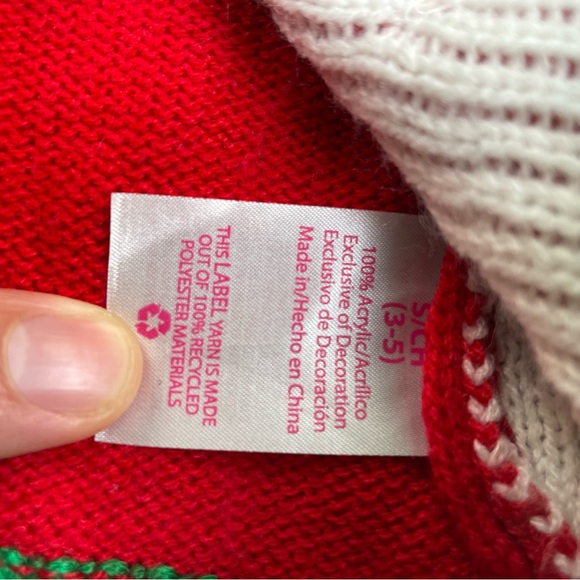 S/CH
(3-5)
100% Acrylic/Acrílico
Exclusive of Decoration
Exclusivo de Decoración
Made in/Hecho en China
THIS LABEL YARN IS MADE
OUT OF 100% RECYCLED
POLYESTER MATERIALS